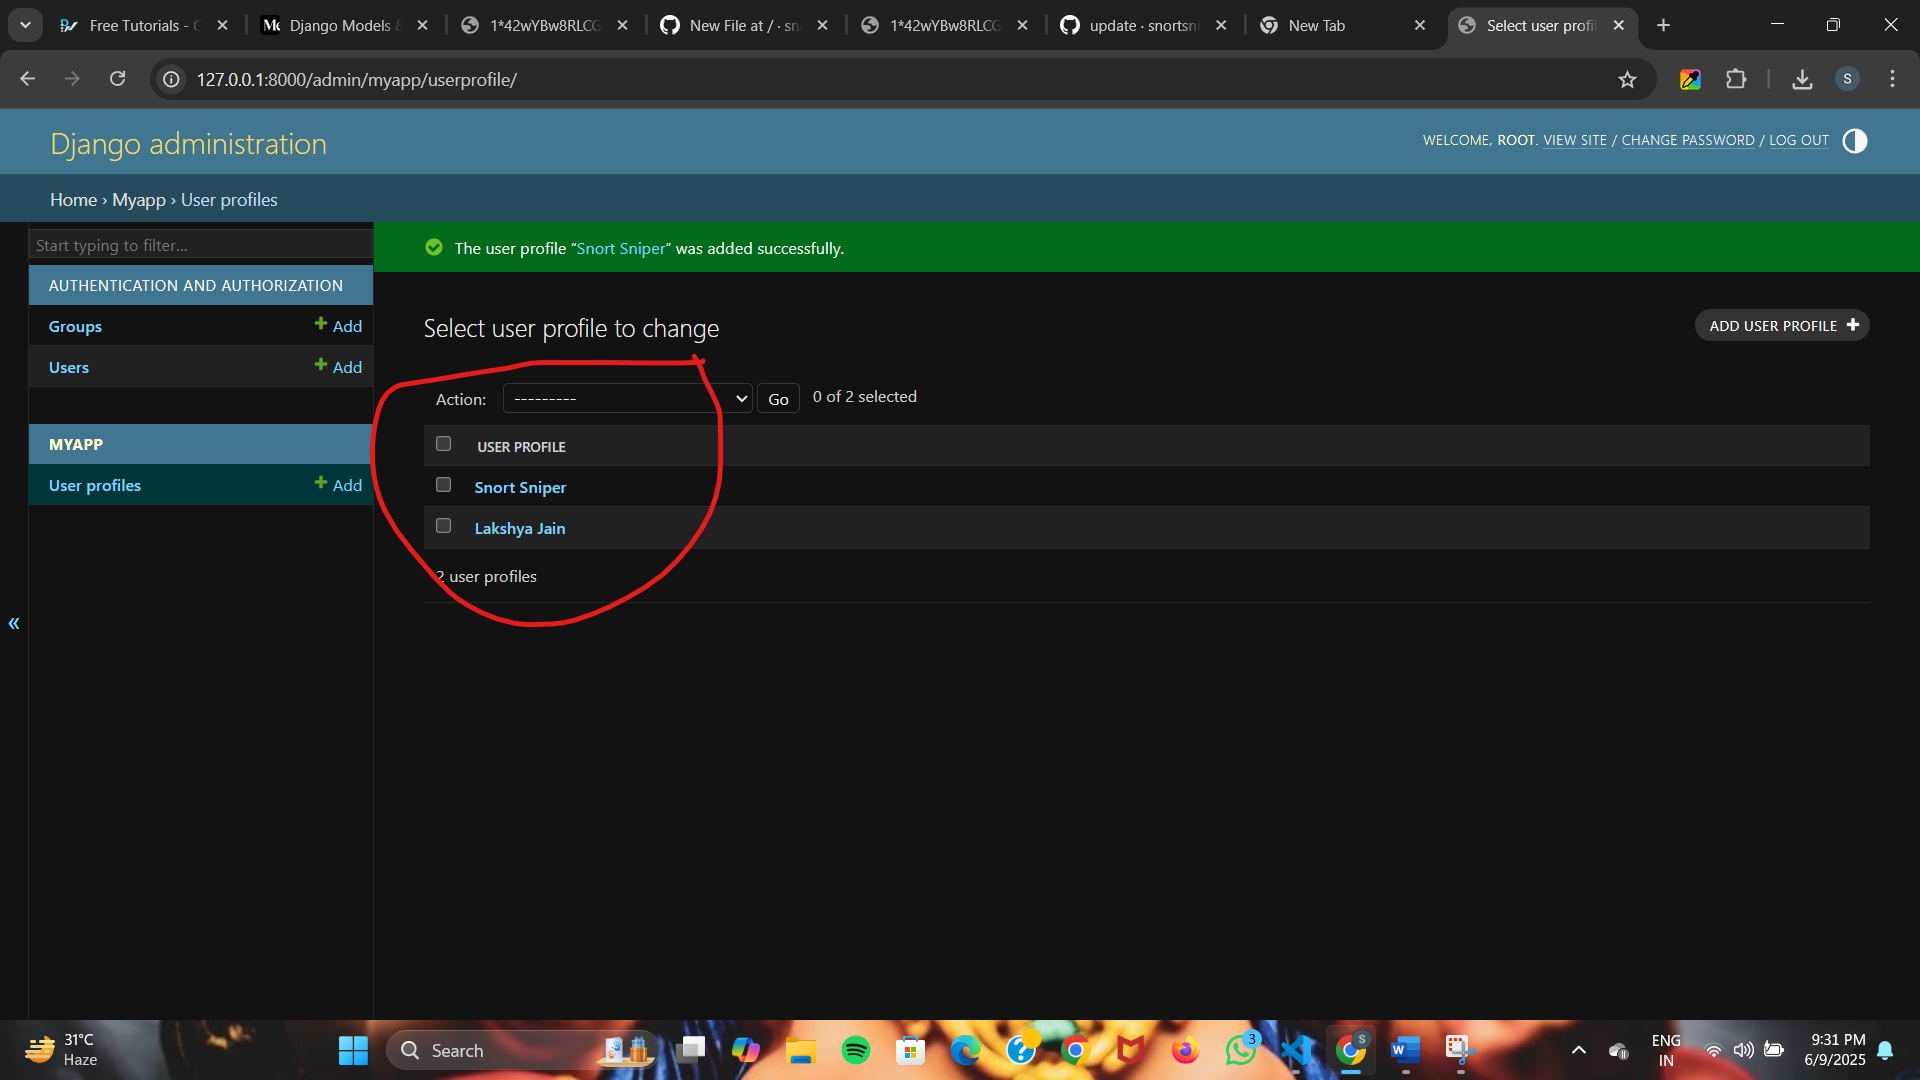 Free Tutorials - C
Django Models &
1*42wYBw8RLCG
New File at / · sn
1*42wYBw8RLCG
update · snortsni
New Tab
Select user profil
127.0.0.1:8000/admin/myapp/userprofile/
S
Django administration
WELCOME, ROOT. VIEW SITE / CHANGE PASSWORD / LOG OUT
Home › Myapp › User profiles
Start typing to filter...
The user profile “Snort Sniper” was added successfully.
AUTHENTICATION AND AUTHORIZATION
Groups + Add
Users + Add
MYAPP
User profiles + Add
Select user profile to change
ADD USER PROFILE +
Action: --------- Go 0 of 2 selected
USER PROFILE
Snort Sniper
Lakshya Jain
2 user profiles
«
31°C
Haze
Search
3
S
ENG
IN
9:31 PM
6/9/2025